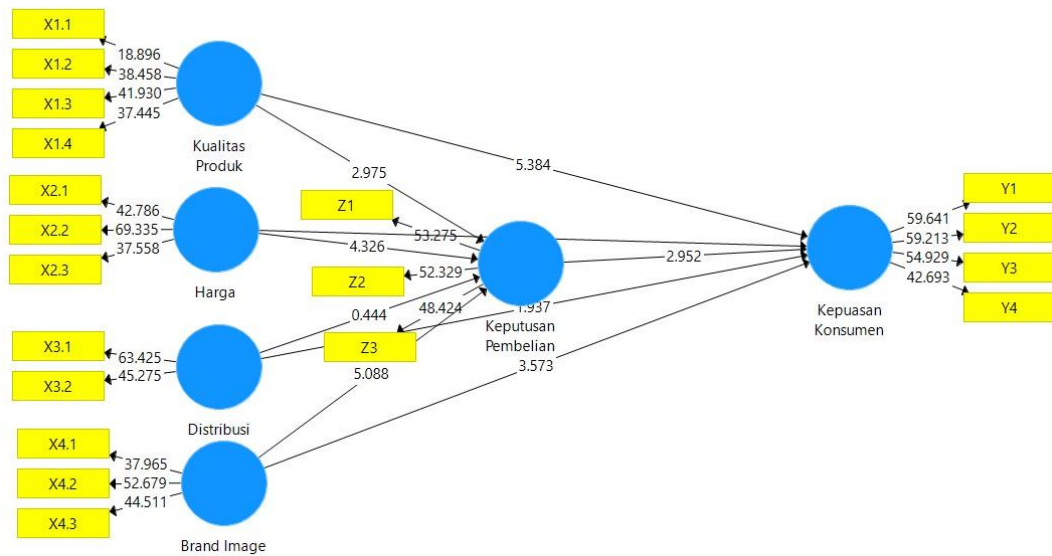 X1.1
18.896
X1.2
38.458
X1.3
41.930
37.445
X1.4
Kualitas
Produk
5.384
2.975
X2.1
42.786
X2.2
69.335
X2.3
37.558
Harga
Z1
53.275
4.326
Z2
52.329
Keputusan
Pembelian
2.952
48.424
Z3
0.444
Y1
59.641
Y2
59.213
Y3
54.929
42.693
Y4
Kepuasan
Konsumen
X3.1
63.425
X3.2
45.275
Distribusi
5.088
3.573
X4.1
37.965
X4.2
52.679
X4.3
44.511
Brand Image